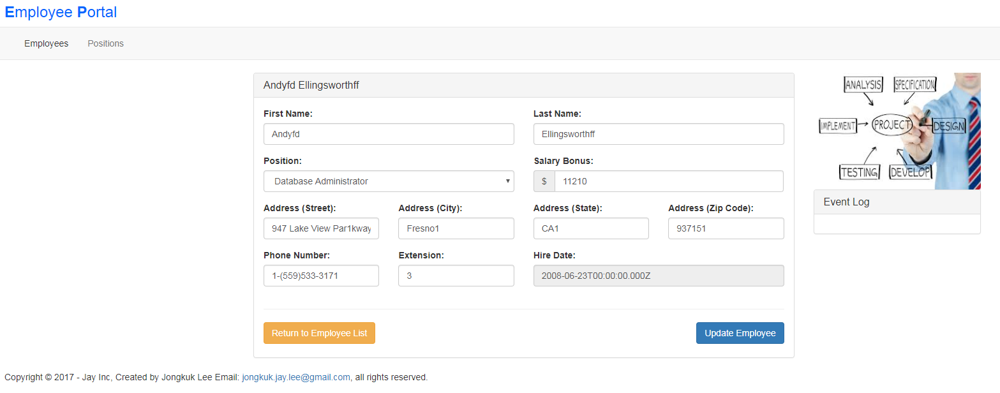 Employee Portal
Employees Positions
Andyfd Ellingsworthff
First Name: Last Name:
Andyfd Ellingsworthff
Position: Salary Bonus:
Database Administrator $ 11210
Address (Street): Address (City): Address (State): Address (Zip Code):
947 Lake View Par1kway Fresno1 CA1 937151
Phone Number: Extension: Hire Date:
1-(559)533-3171 3 2008-06-23T00:00:00.000Z
Return to Employee List Update Employee
ANALYSIS SPECIFICATION
IMPLEMENT PROJECT DESIGN
TESTING DEVELOP
Event Log
Copyright © 2017 - Jay Inc, Created by Jongkuk Lee Email: jongkuk.jay.lee@gmail.com, all rights reserved.